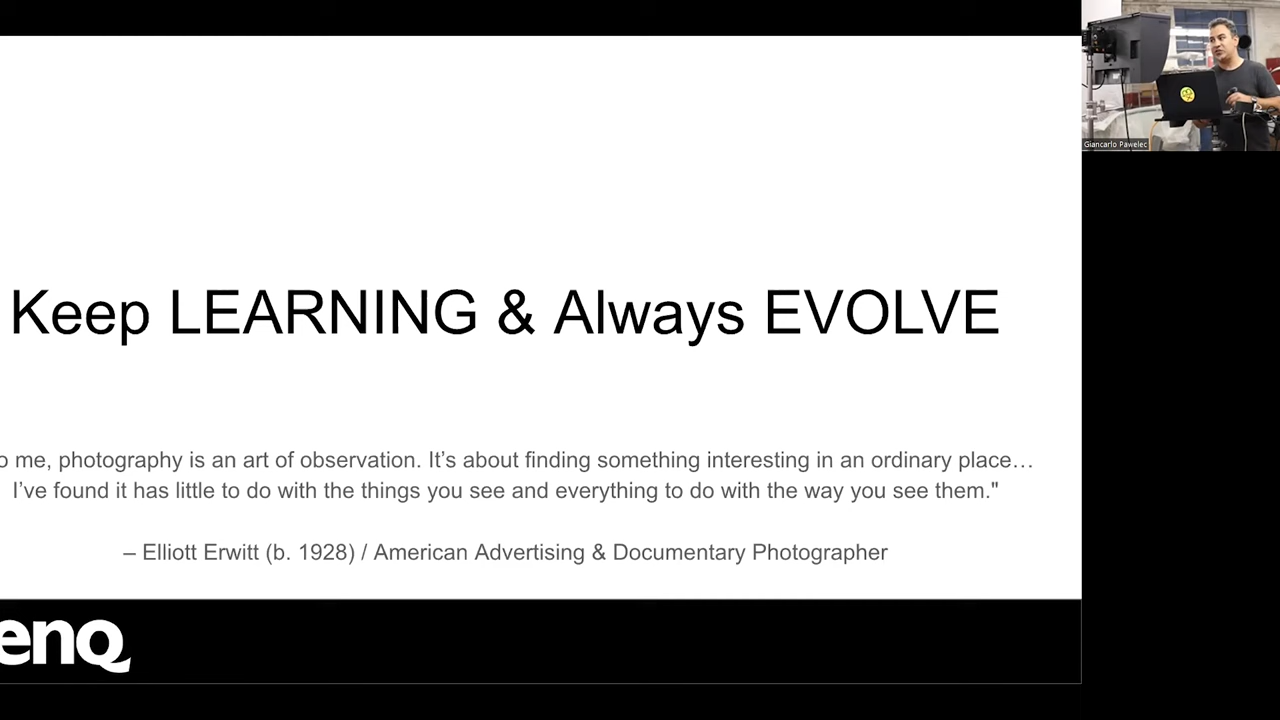 Giancarlo Pawelec
Keep LEARNING & Always EVOLVE
o me, photography is an art of observation. It’s about finding something interesting in an ordinary place…
I’ve found it has little to do with the things you see and everything to do with the way you see them."
– Elliott Erwitt (b. 1928) / American Advertising & Documentary Photographer
enQ